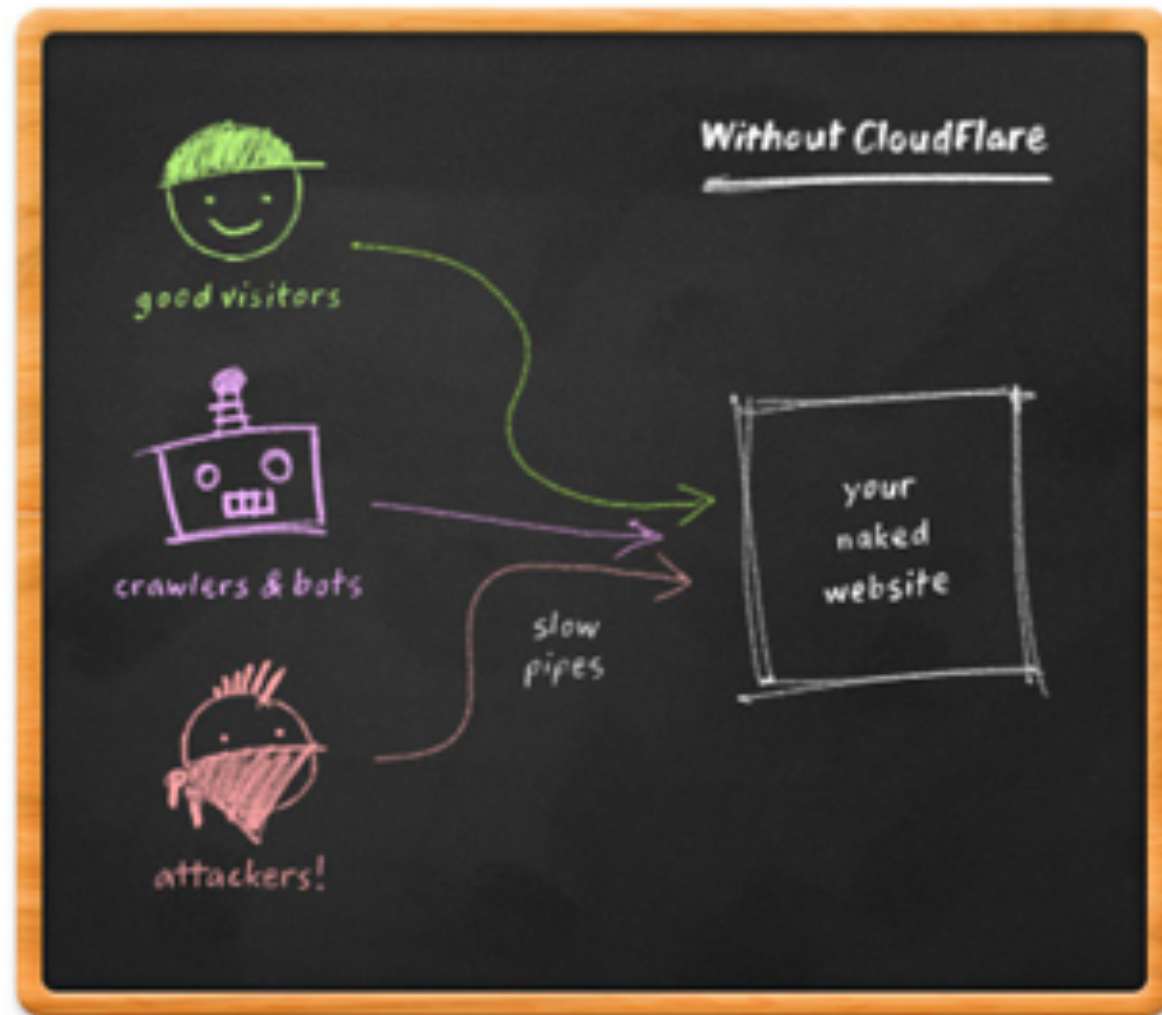 Without CloudFlare
good visitors
crawlers & bots
slow
pipes
attackers!
your
naked
website